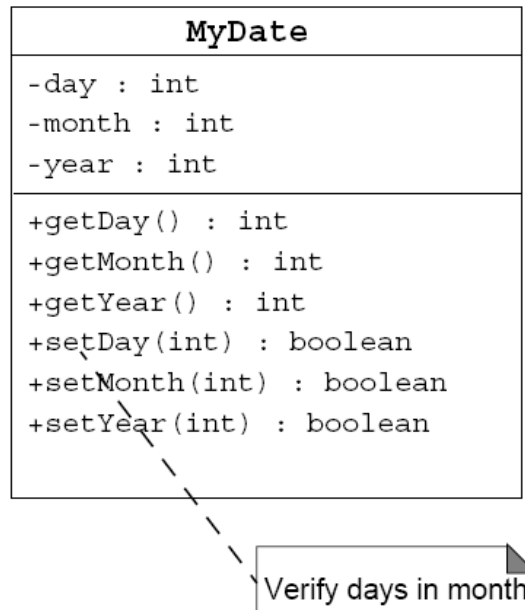 MyDate
-day : int
-month : int
-year : int
+getDay() : int
+getMonth() : int
+getYear() : int
+setDay(int) : boolean
+setMonth(int) : boolean
+setYear(int) : boolean
Verify days in month